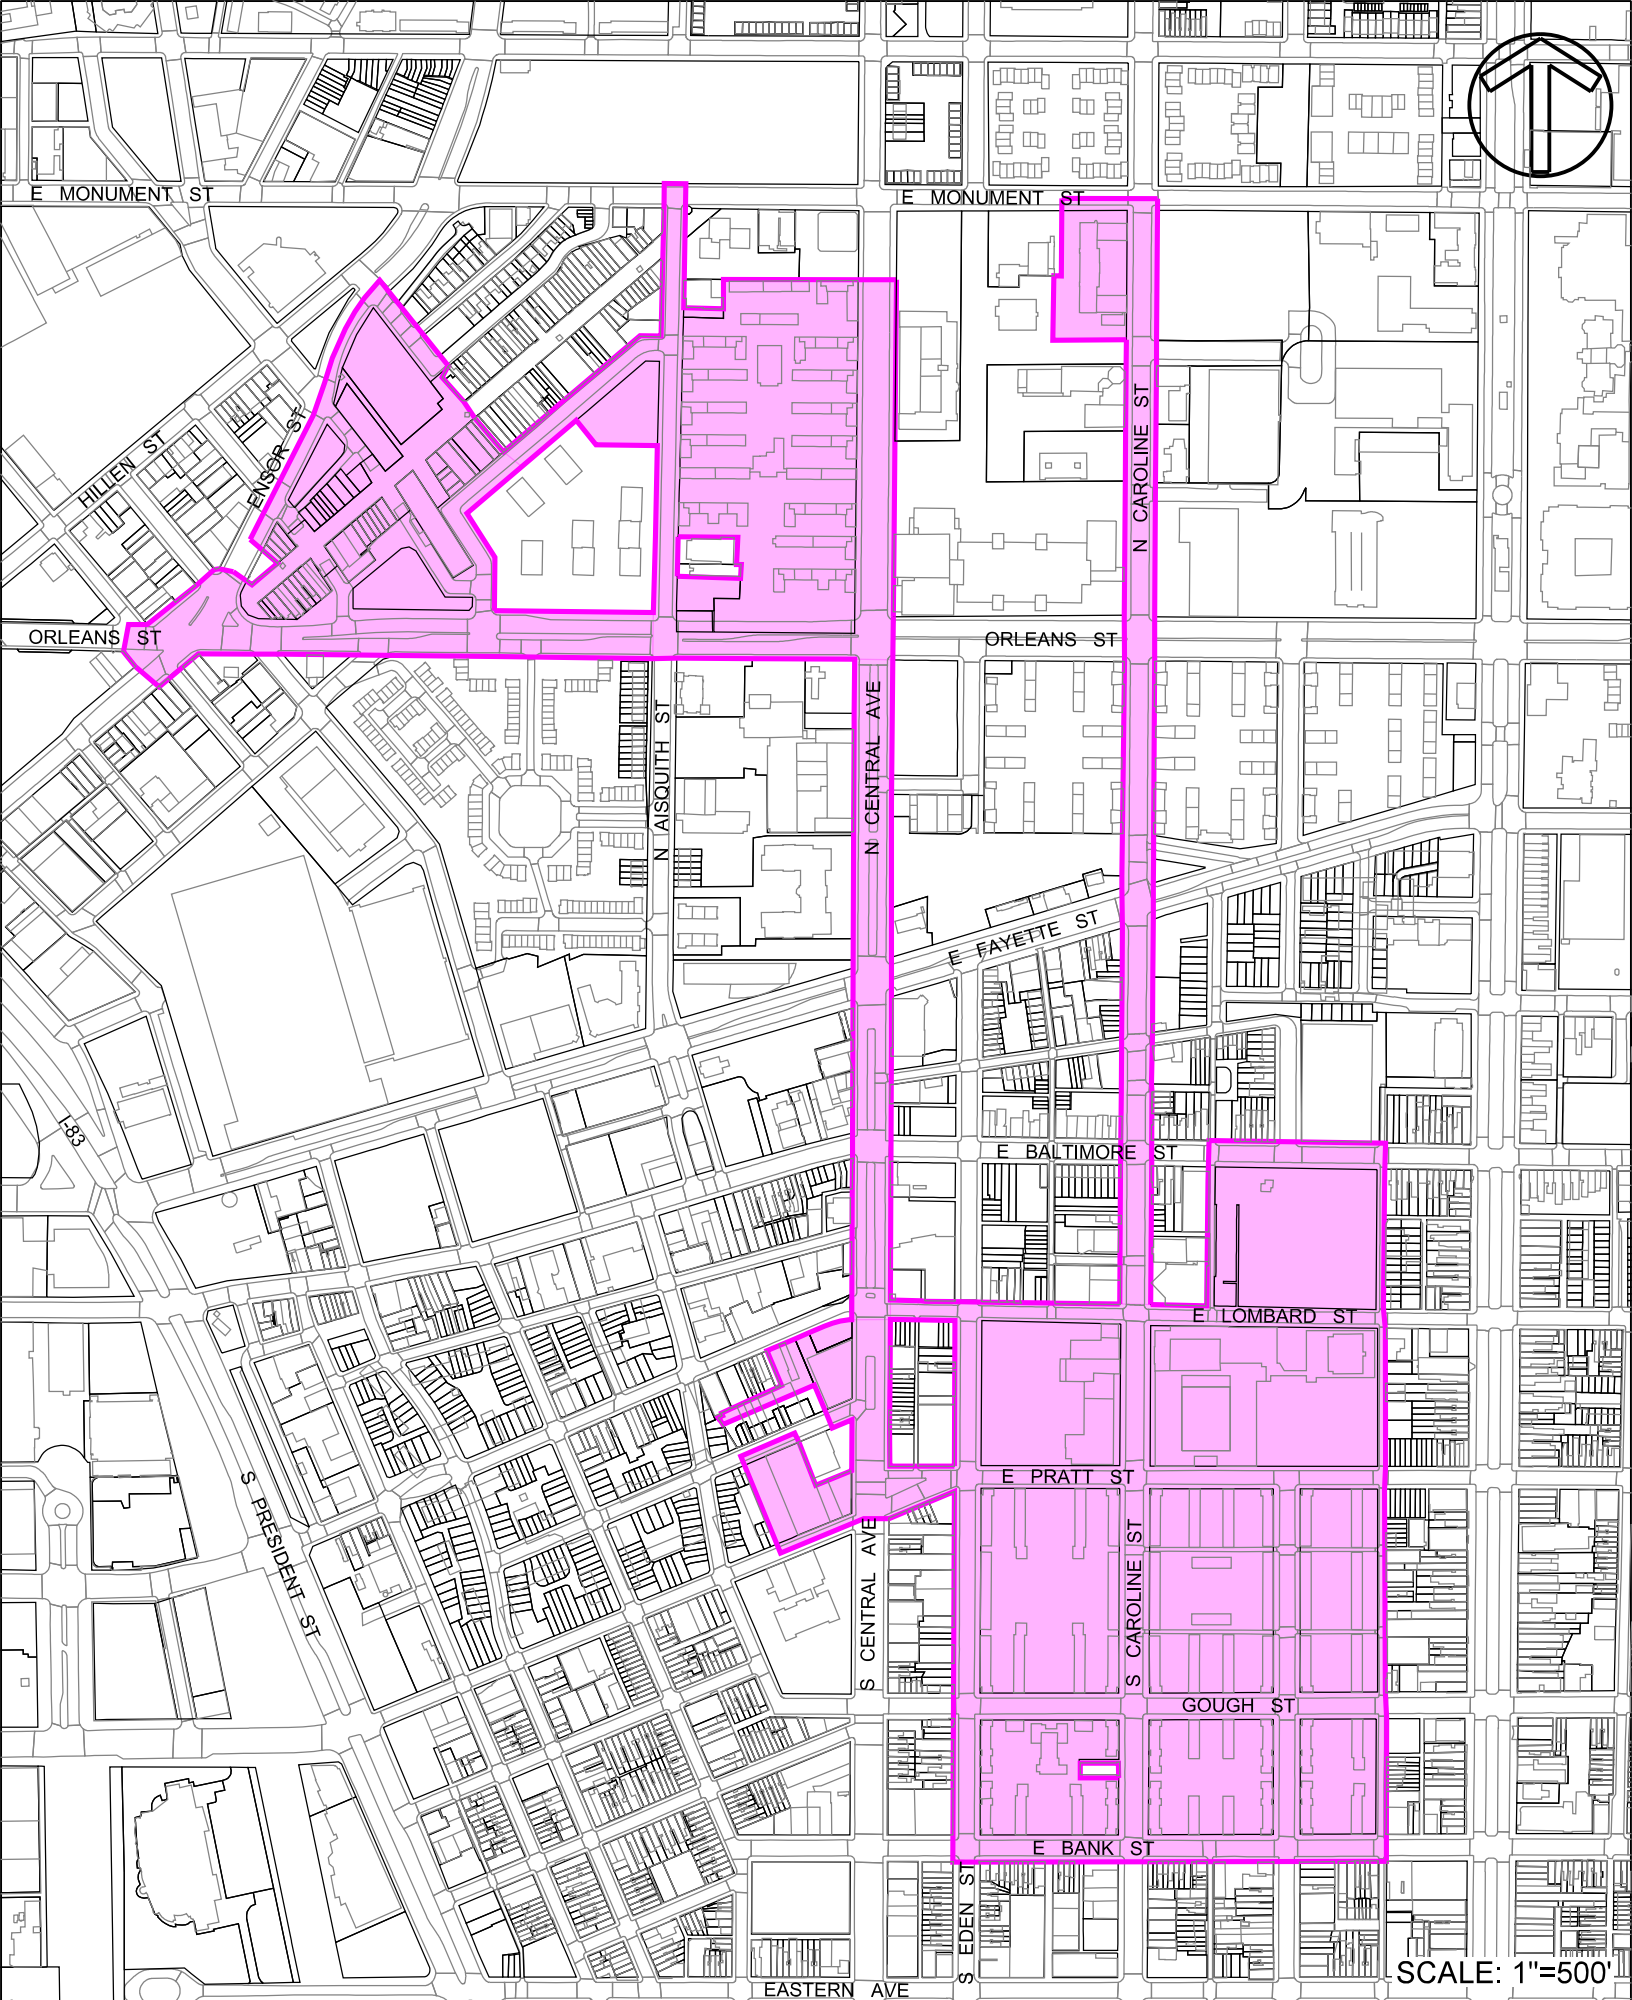 E MONUMENT ST
E MONUMENT ST
HILLEN ST
ENSOR ST
N CAROLINE ST
ORLEANS ST
ORLEANS ST
N AISQUITH ST
N CENTRAL AVE
E FAYETTE ST
I-83
E BALTIMORE ST
E LOMBARD ST
E PRATT ST
S PRESIDENT ST
S CENTRAL AVE
S CAROLINE ST
GOUGH ST
E BANK ST
S EDEN ST
EASTERN AVE
SCALE: 1"=500'